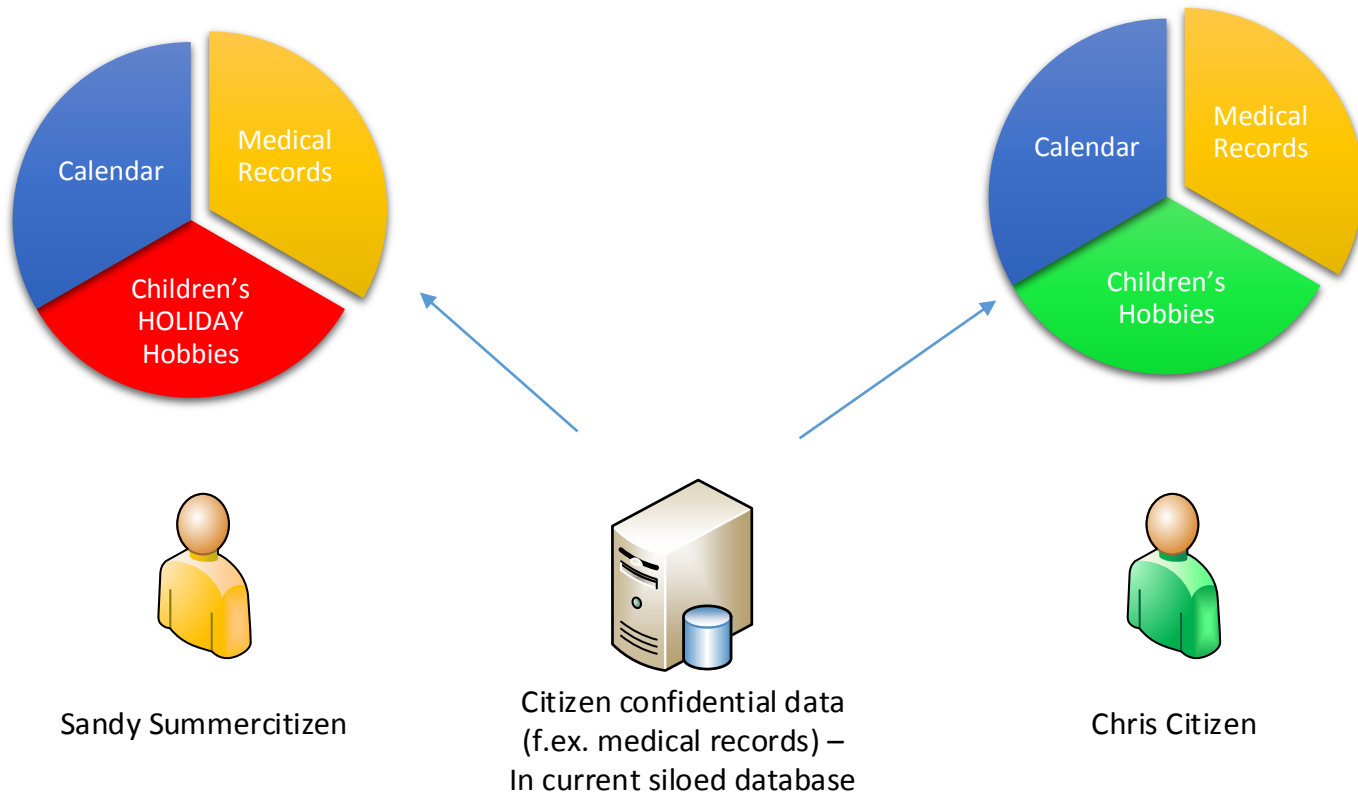 Calendar
Medical
Records
Children’s
HOLIDAY
Hobbies
Calendar
Medical
Records
Children’s
Hobbies
Sandy Summercitizen
Citizen confidential data
(f.ex. medical records) –
In current siloed database
Chris Citizen